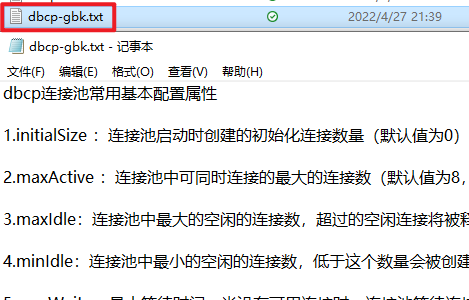 dbcp-gbk.txt 2022/4/27 21:39
dbcp-gbk.txt - 记事本
文件(F) 编辑(E) 格式(O) 查看(V) 帮助(H)
dbcp连接池常用基本配置属性
1.initialSize ：连接池启动时创建的初始化连接数量（默认值为0）
2.maxActive ：连接池中可同时连接的最大的连接数（默认值为8，
3.maxIdle：连接池中最大的空闲的连接数，超过的空闲连接将被释
4.minIdle：连接池中最小的空闲的连接数，低于这个数量会被创建